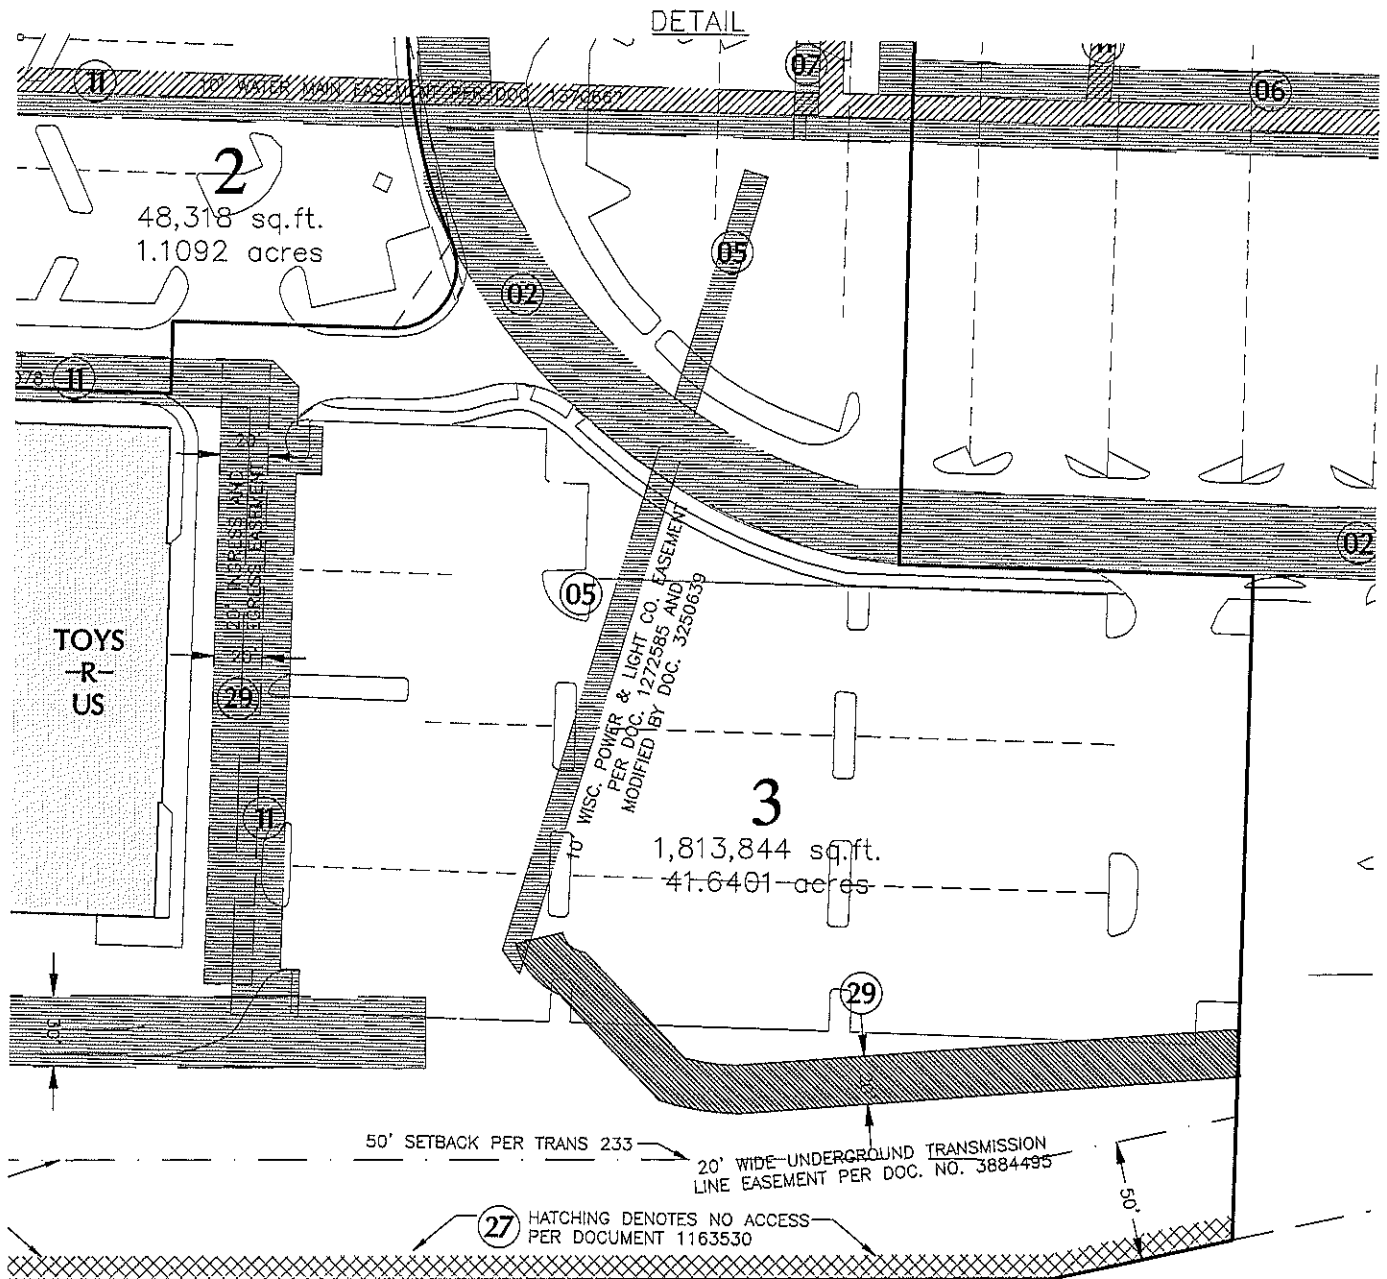 DETAIL
11
10' WATER MAIN EASEMENT PER DOC 1370667
07
11
06
2
48,318 sq.ft.
1.1092 acres
05
02
11
20'
20' INGRESS AND
EGRESS EASEMENT
02
05
TOYS
-R-
US
20'
29
10' WISC. POWER & LIGHT CO. EASEMENT
PER DOC. 1272585 AND
MODIFIED BY DOC. 3250639
11
3
1,813,844 sq.ft.
41.6401 acres
29
30'
50' SETBACK PER TRANS 233
20' WIDE UNDERGROUND TRANSMISSION
LINE EASEMENT PER DOC. NO. 3884495
50'
27
HATCHING DENOTES NO ACCESS
PER DOCUMENT 1163530